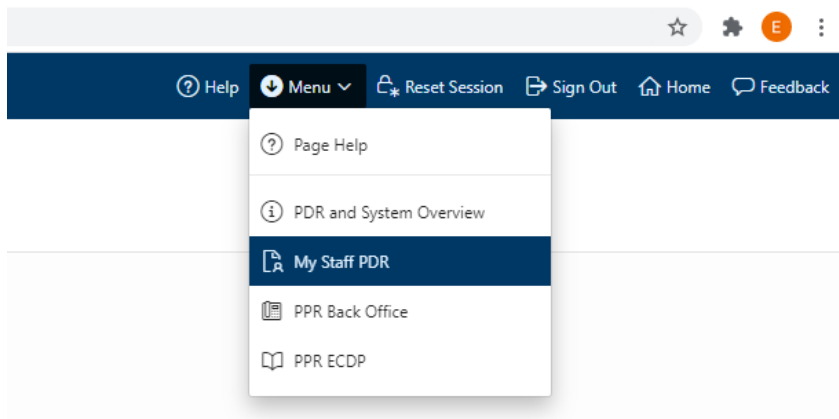 E
Help Menu Reset Session Sign Out Home Feedback
Page Help
PDR and System Overview
My Staff PDR
PPR Back Office
PPR ECDP